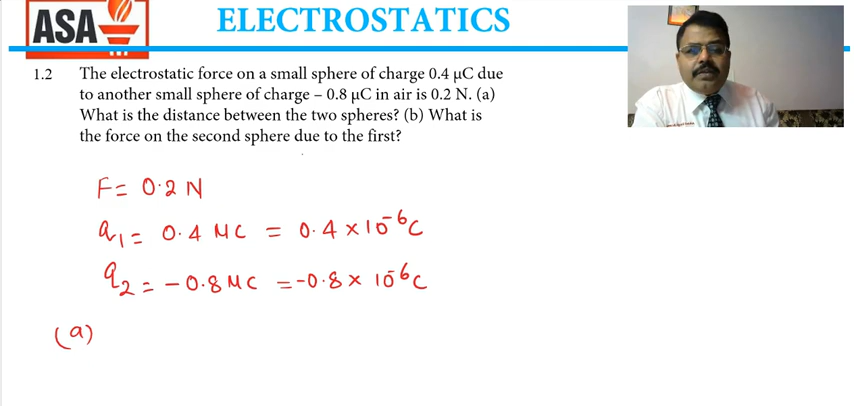 ASA
ELECTROSTATICS
1.2 The electrostatic force on a small sphere of charge 0.4 μC due
to another small sphere of charge – 0.8 μC in air is 0.2 N. (a)
What is the distance between the two spheres? (b) What is
the force on the second sphere due to the first?
F = 0.2 N
q₁ = 0.4 μC = 0.4 × 10⁻⁶ C
q₂ = – 0.8 μC = -0.8 × 10⁻⁶ C
(a)